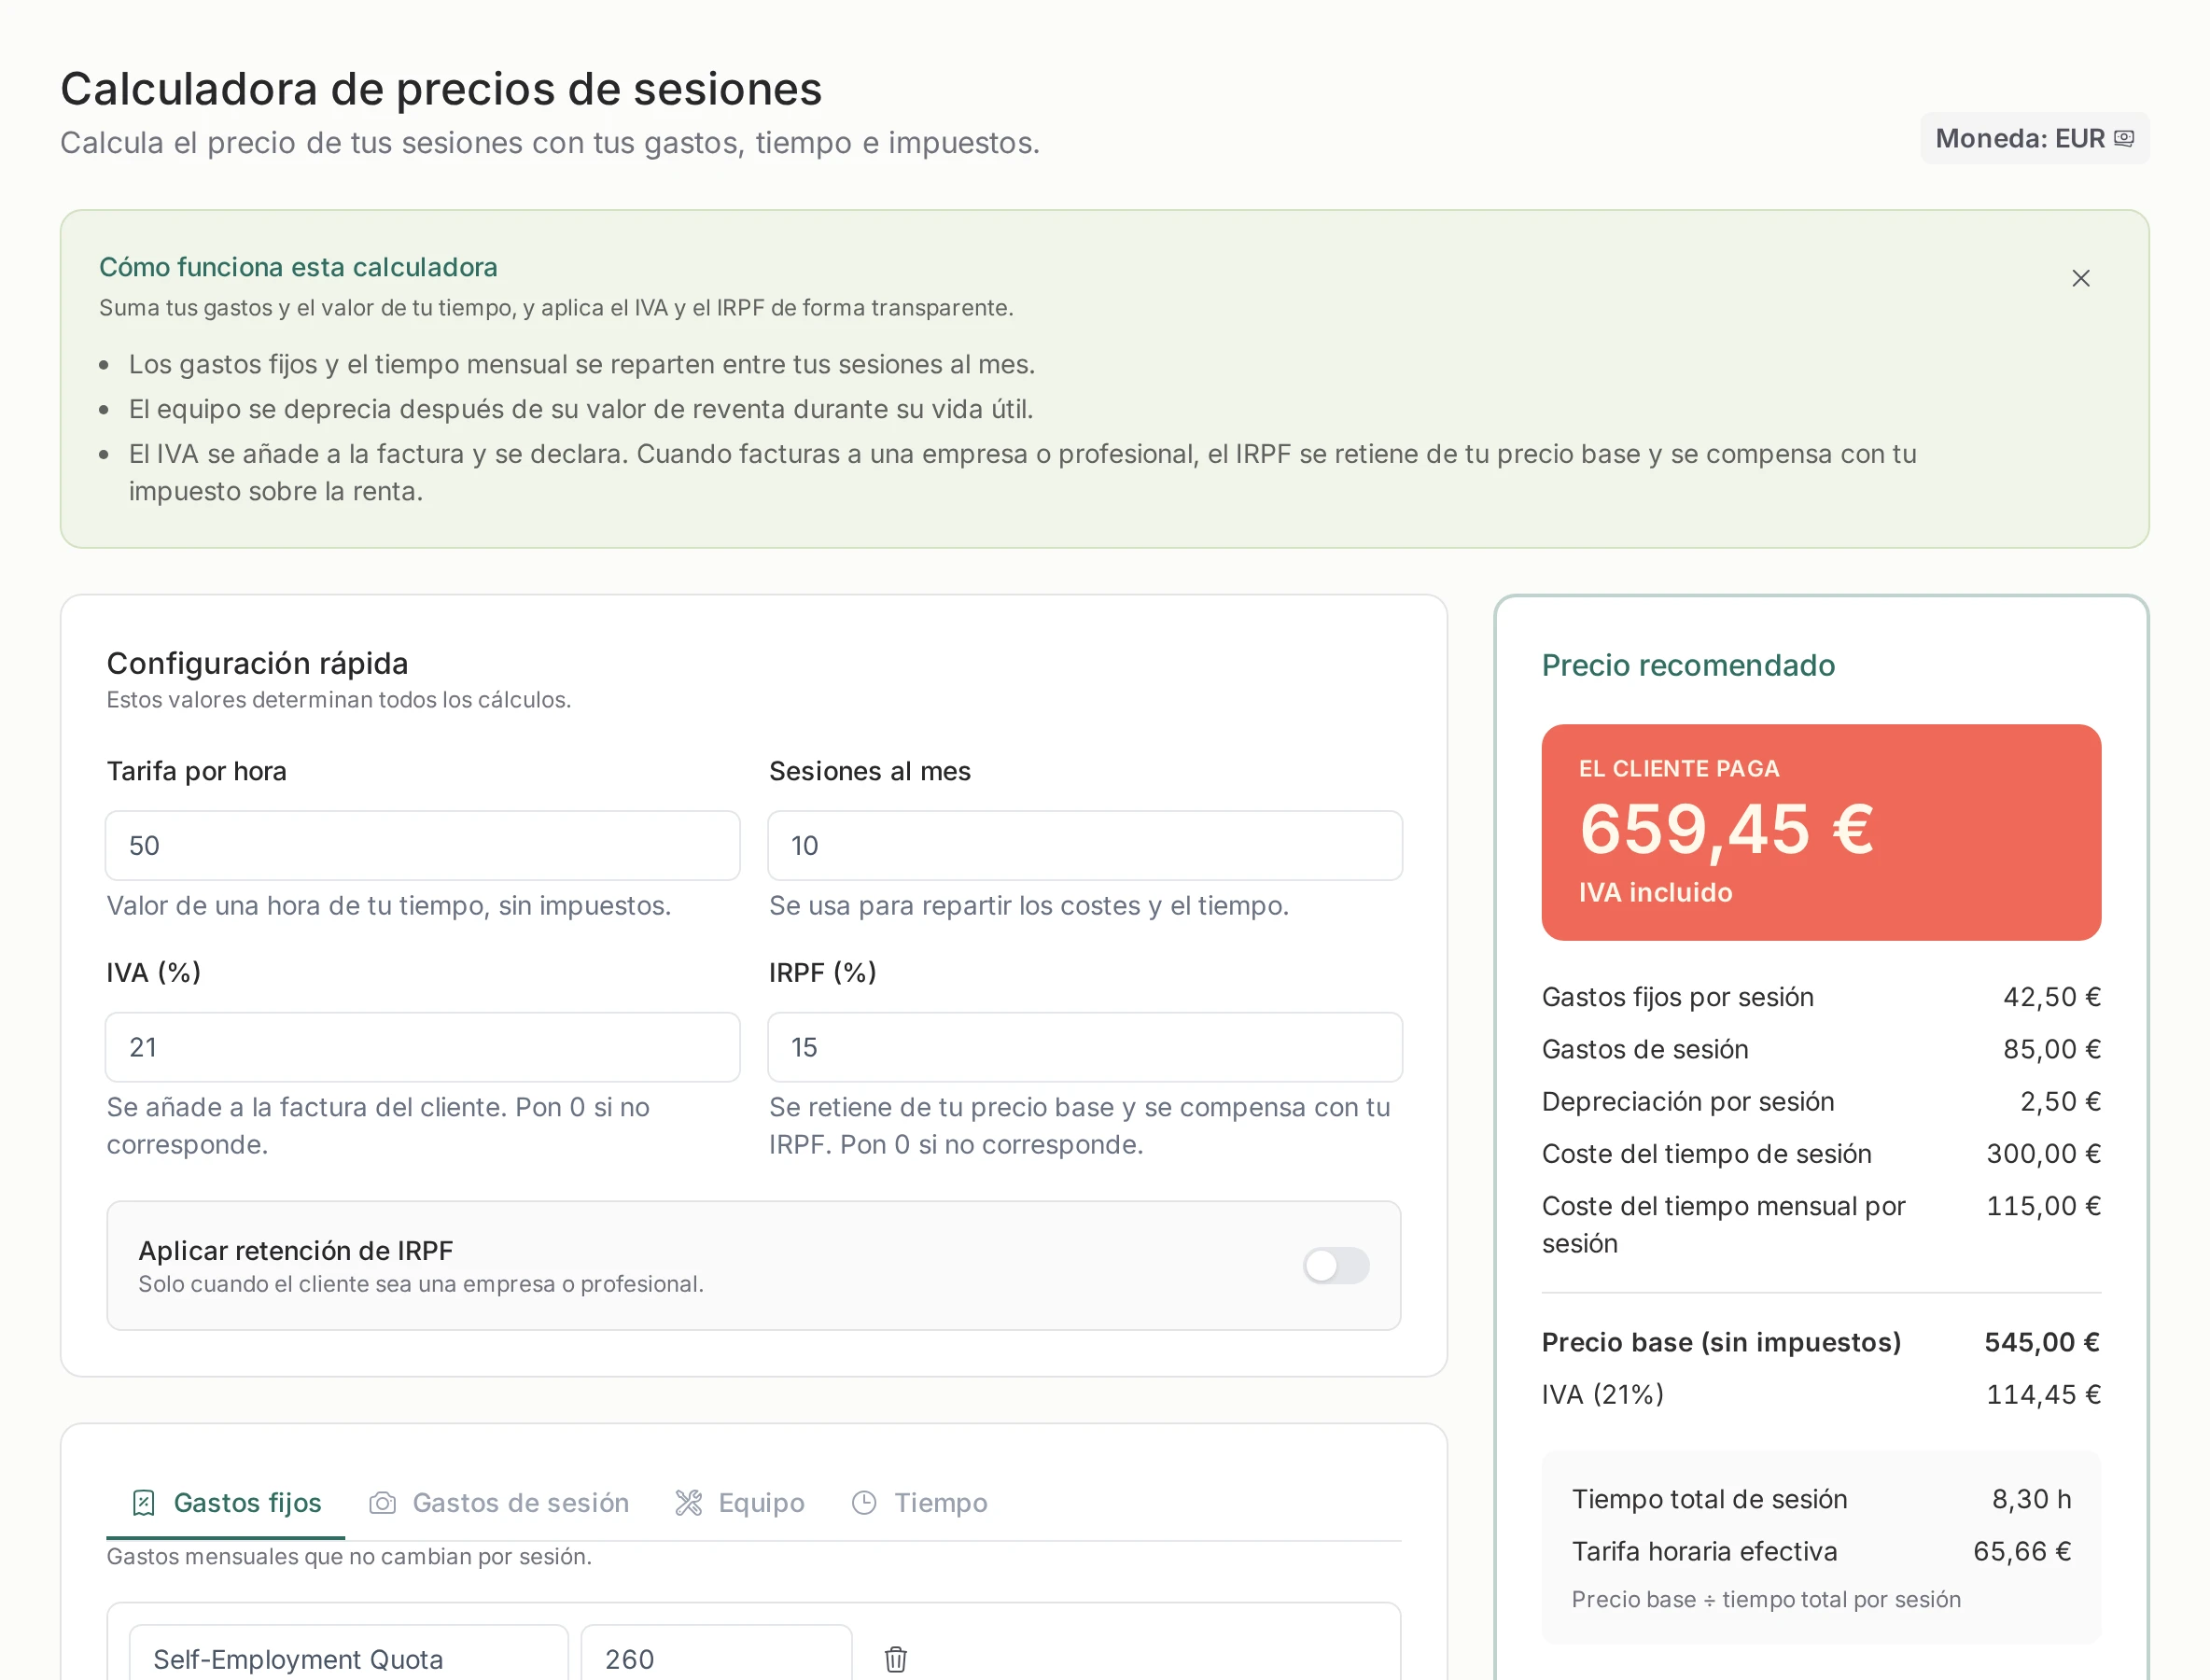 Calculadora de precios de sesiones
Calcula el precio de tus sesiones con tus gastos, tiempo e impuestos.
Moneda: EUR
Cómo funciona esta calculadora
Suma tus gastos y el valor de tu tiempo, y aplica el IVA y el IRPF de forma transparente.
• Los gastos fijos y el tiempo mensual se reparten entre tus sesiones al mes.
• El equipo se deprecia después de su valor de reventa durante su vida útil.
• El IVA se añade a la factura y se declara. Cuando facturas a una empresa o profesional, el IRPF se retiene de tu precio base y se compensa con tu
impuesto sobre la renta.
Configuración rápida
Estos valores determinan todos los cálculos.
Tarifa por hora
50
Valor de una hora de tu tiempo, sin impuestos.
Sesiones al mes
10
Se usa para repartir los costes y el tiempo.
IVA (%)
21
Se añade a la factura del cliente. Pon 0 si no
corresponde.
IRPF (%)
15
Se retiene de tu precio base y se compensa con tu
IRPF. Pon 0 si no corresponde.
Aplicar retención de IRPF
Solo cuando el cliente sea una empresa o profesional.
Gastos fijos Gastos de sesión Equipo Tiempo
Gastos mensuales que no cambian por sesión.
Self-Employment Quota 260
Precio recomendado
EL CLIENTE PAGA
659,45 €
IVA incluido
Gastos fijos por sesión 42,50 €
Gastos de sesión 85,00 €
Depreciación por sesión 2,50 €
Coste del tiempo de sesión 300,00 €
Coste del tiempo mensual por 115,00 €
sesión
Precio base (sin impuestos) 545,00 €
IVA (21%) 114,45 €
Tiempo total de sesión 8,30 h
Tarifa horaria efectiva 65,66 €
Precio base ÷ tiempo total por sesión